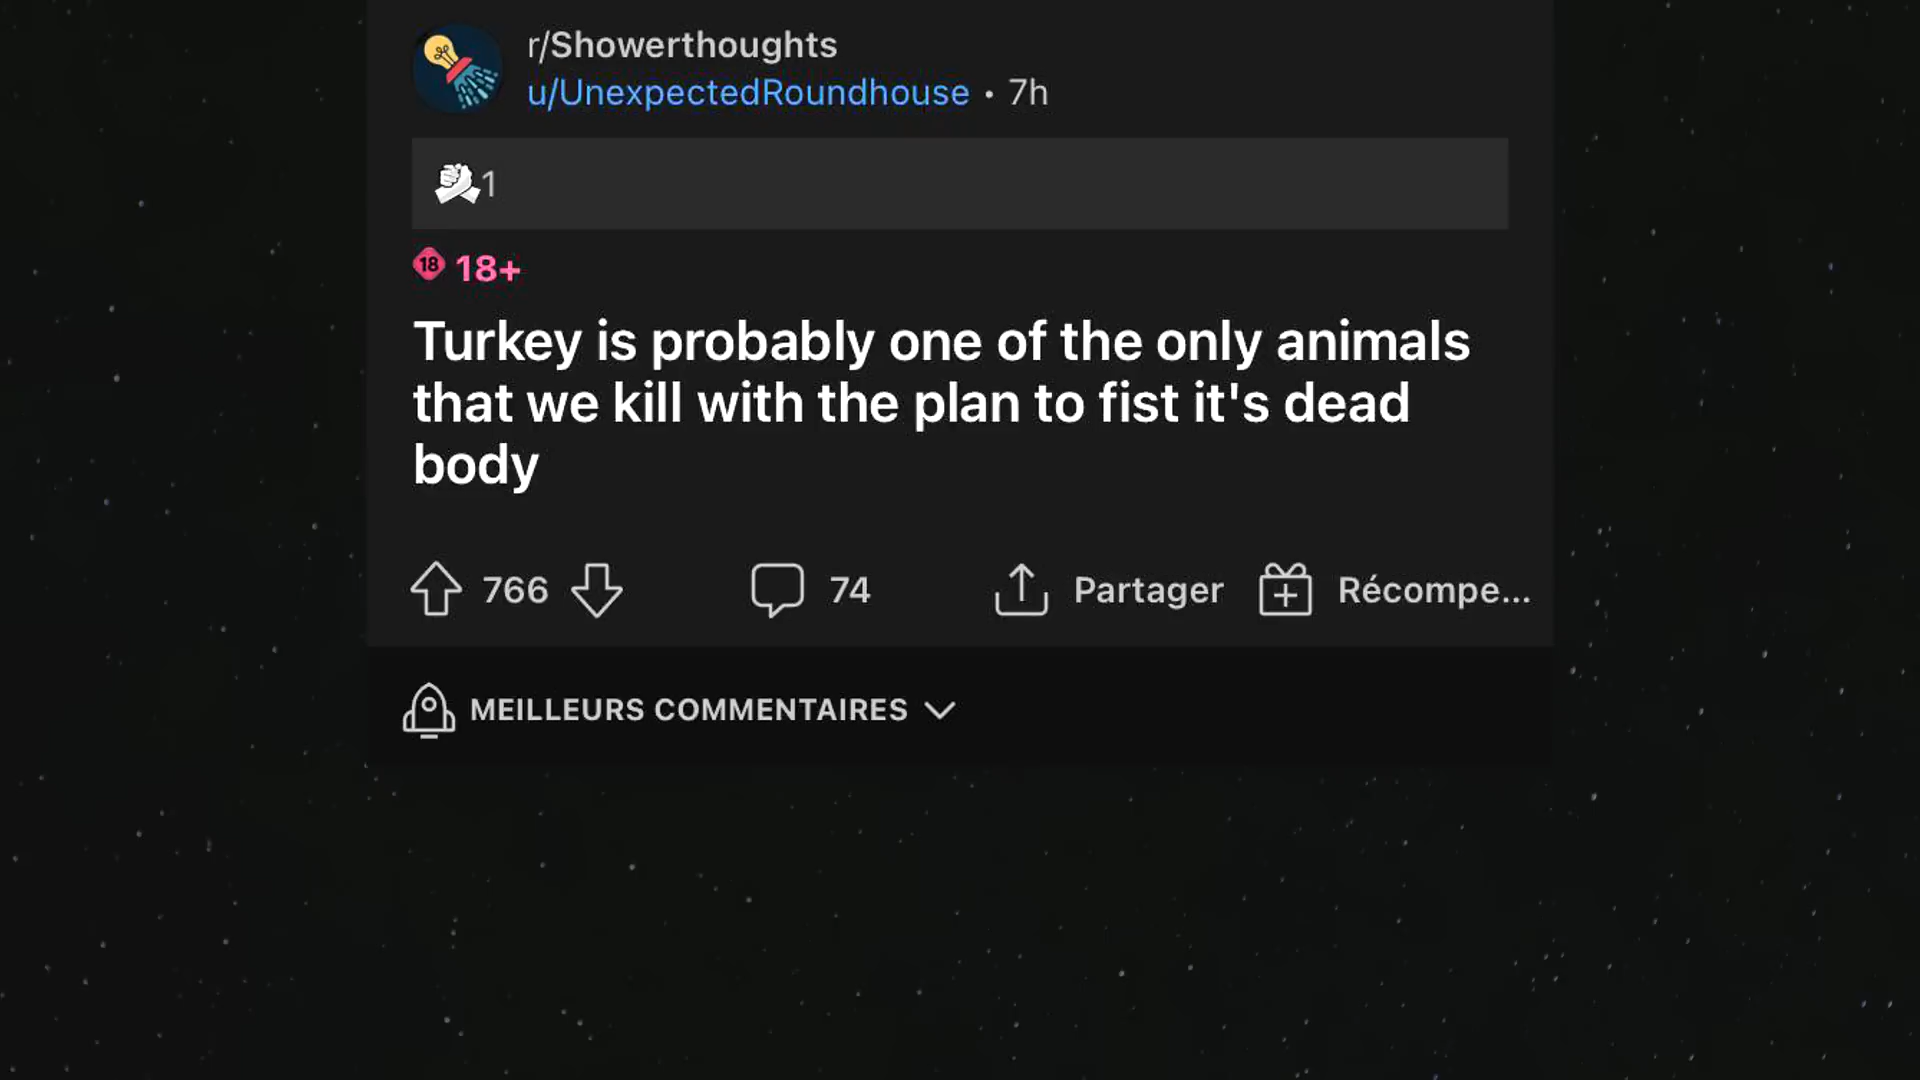 r/Showerthoughts
u/UnexpectedRoundhouse • 7h
1
18 18+
Turkey is probably one of the only animals
that we kill with the plan to fist it's dead
body
766 74 Partager Récompe...
MEILLEURS COMMENTAIRES